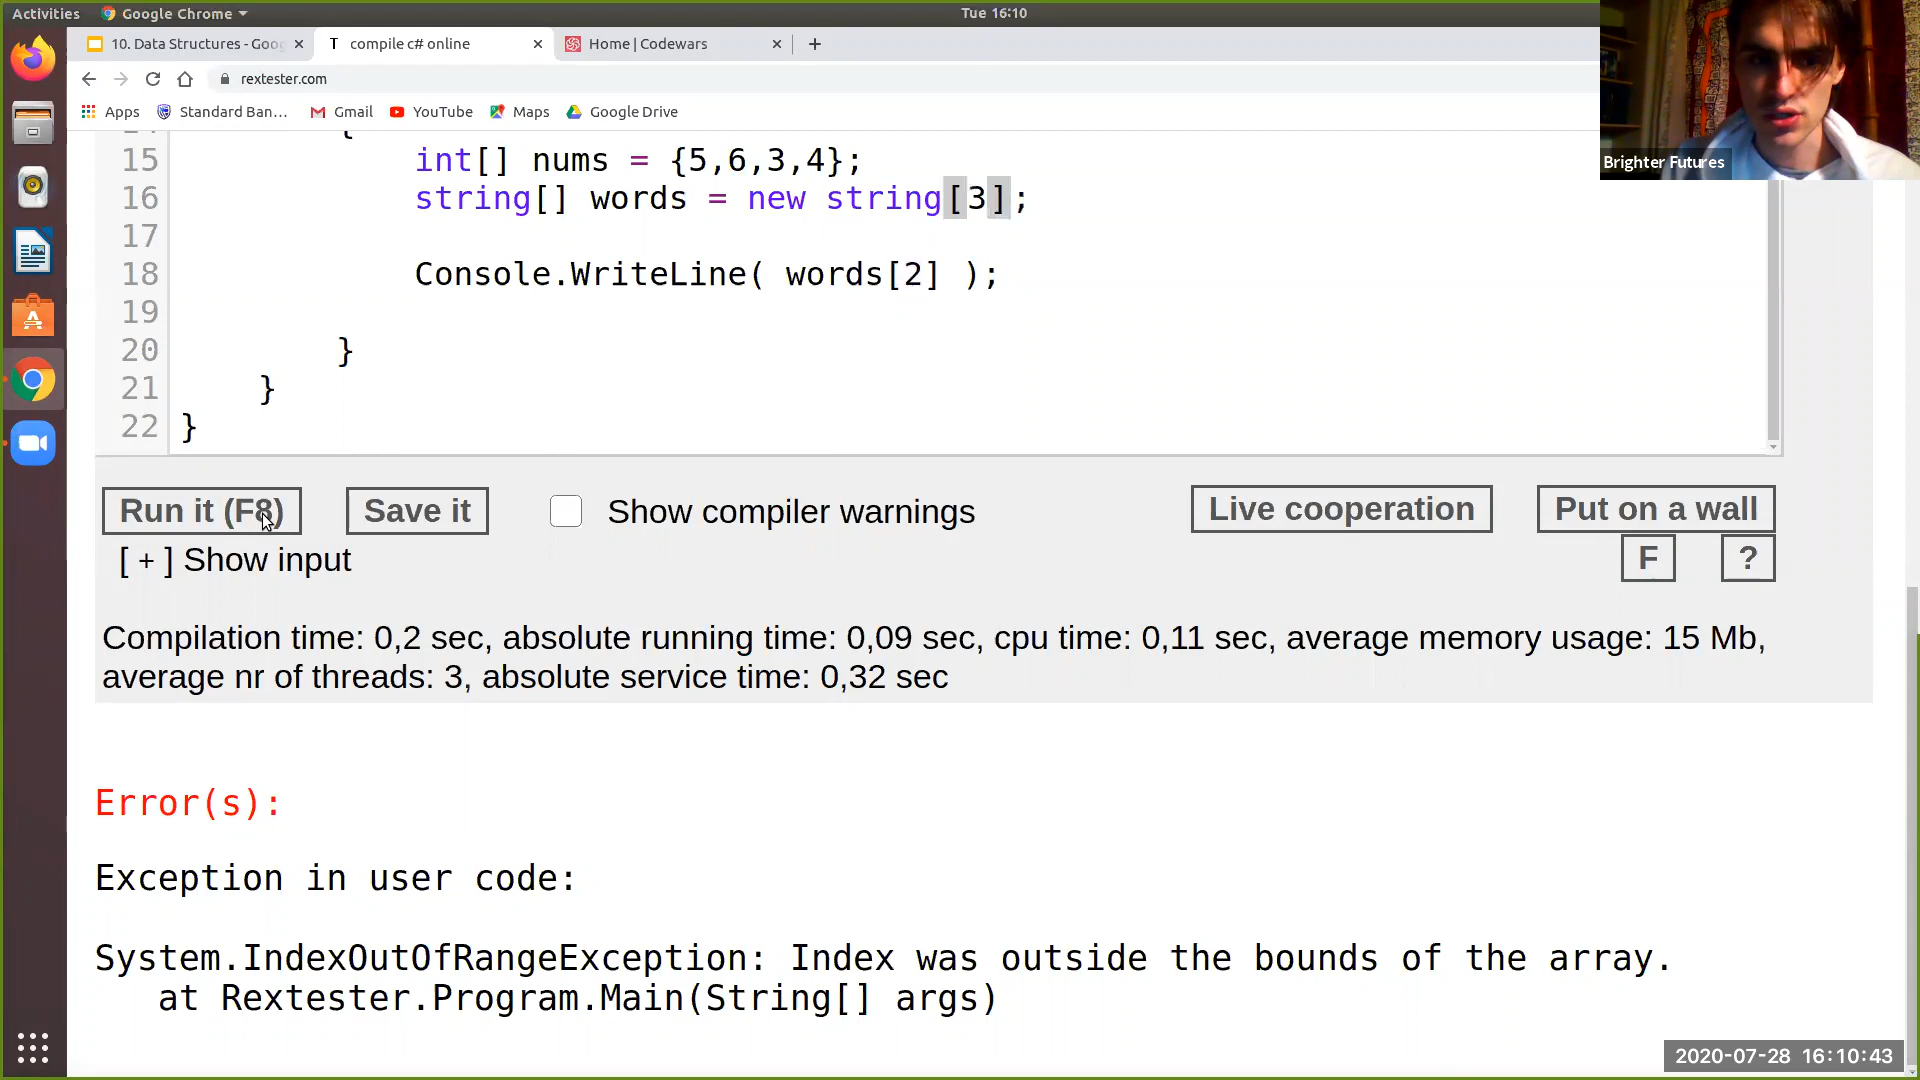 Activities
Google Chrome
Tue 16:10
10. Data Structures - Goog
T compile c# online
Home | Codewars
rextester.com
Apps
Standard Ban...
Gmail
YouTube
Maps
Google Drive
Brighter Futures
14 {
15 int[] nums = {5,6,3,4};
16 string[] words = new string[3];
17
18 Console.WriteLine( words[2] );
19
20 }
21 }
22 }
Run it (F8)
Save it
Show compiler warnings
Live cooperation
Put on a wall
[ + ] Show input
F
?
Compilation time: 0,2 sec, absolute running time: 0,09 sec, cpu time: 0,11 sec, average memory usage: 15 Mb,
average nr of threads: 3, absolute service time: 0,32 sec
Error(s):
Exception in user code:
System.IndexOutOfRangeException: Index was outside the bounds of the array.
at Rextester.Program.Main(String[] args)
2020-07-28 16:10:43